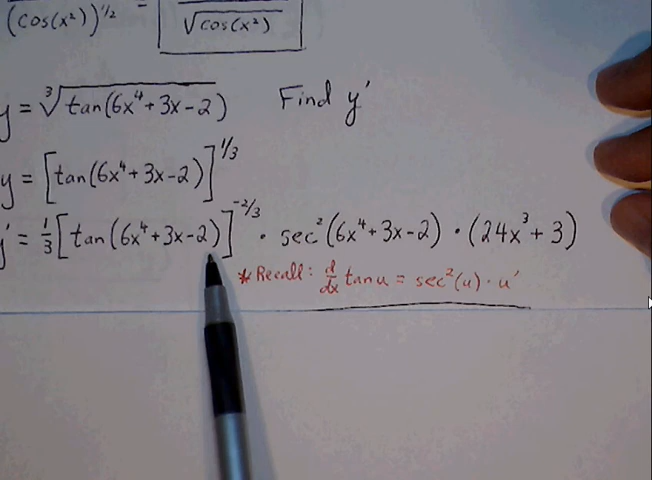 (cos(x²))^1/2 = √cos(x²)
y = ∛tan(6x⁴+3x-2) Find y'
y = [tan(6x⁴+3x-2)]^1/3
y' = 1/3 [tan(6x⁴+3x-2)]^-2/3 · sec²(6x⁴+3x-2) · (24x³+3)
*Recall: d/dx tan u = sec²(u) · u'